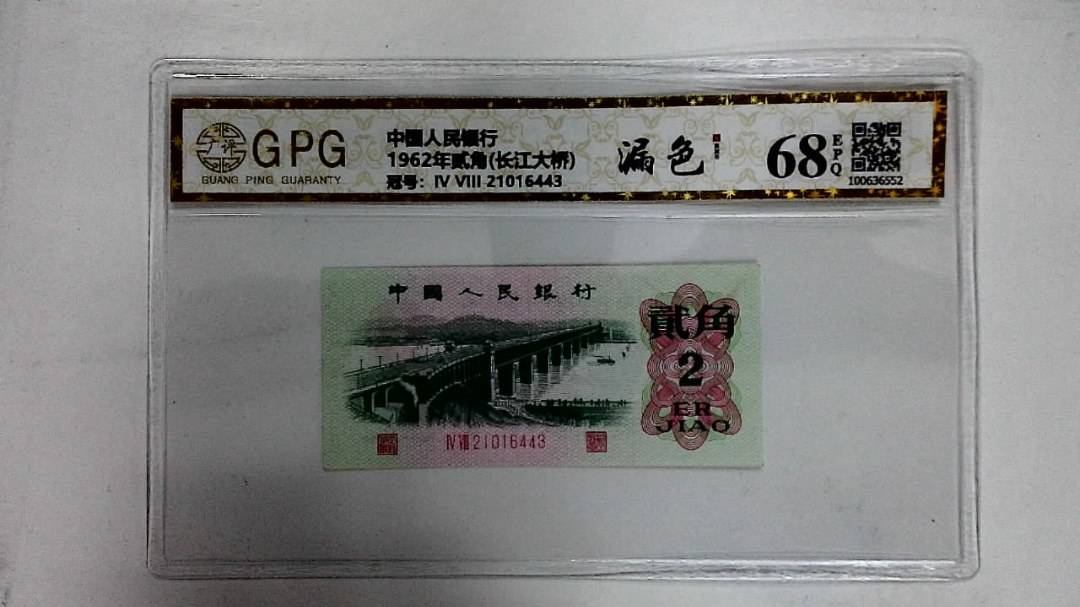 广评
GPG
GUANG PING GUARANTY
中国人民银行
1962年贰角(长江大桥)
冠号: IV VIII 21016443
漏色
68
EPQ
100636552
中國人民銀行
貳角
2
ER
JIAO
IV VIII 21016443